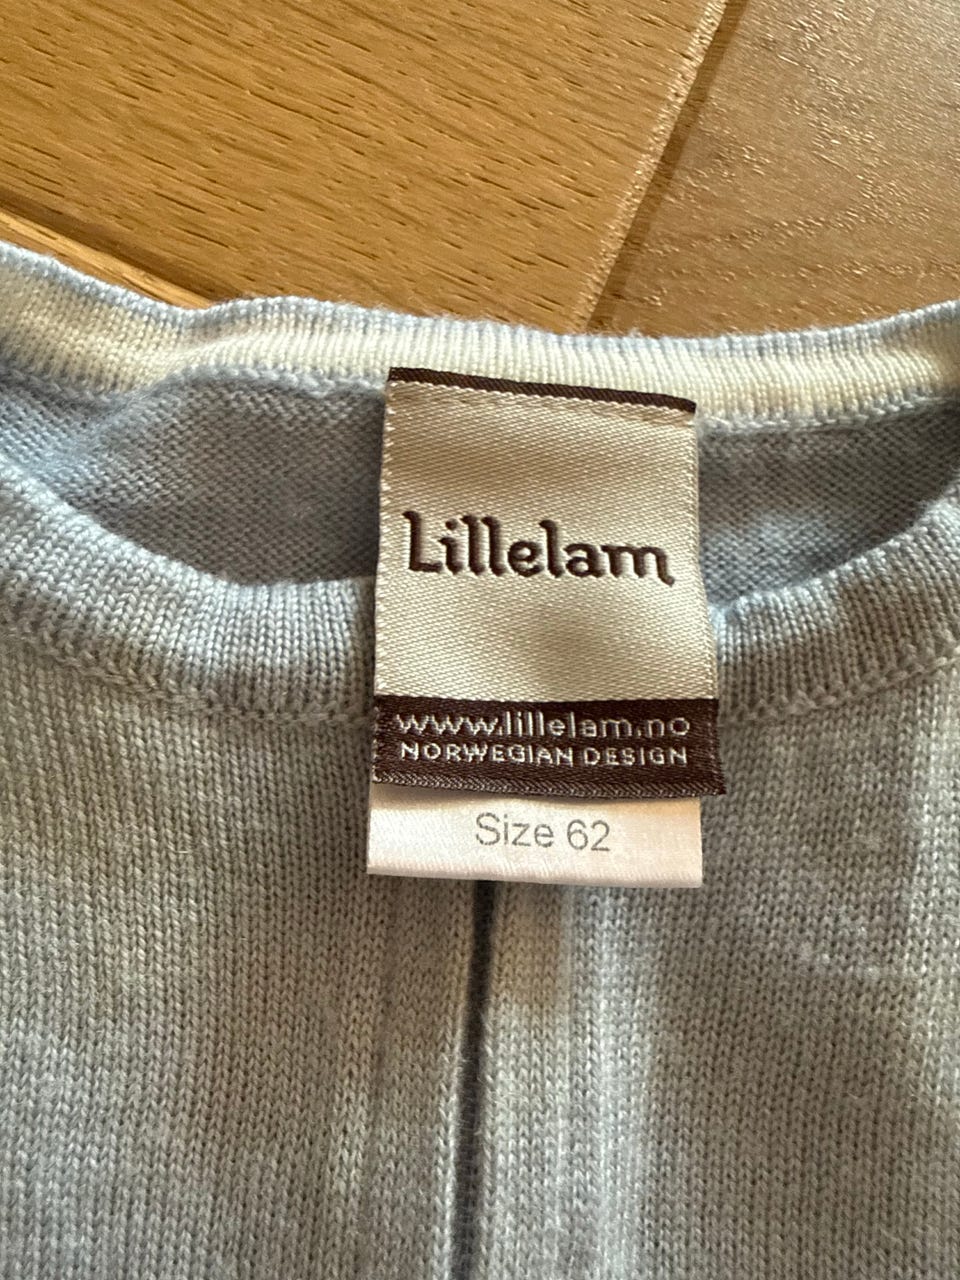 Lillelam
www.lillelam.no
NORWEGIAN DESIGN
Size 62